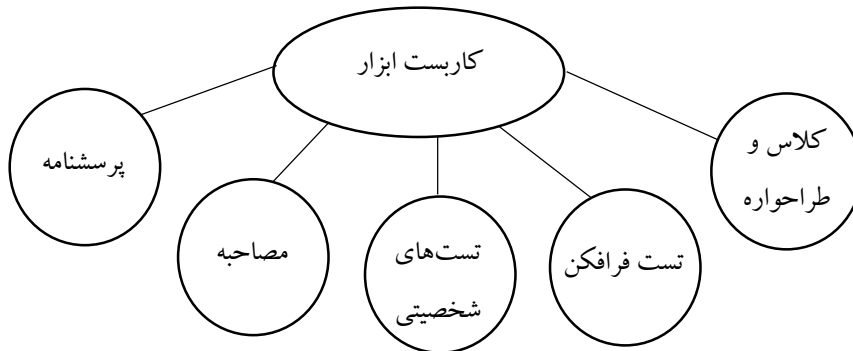 کاربست ابزار
کلاس و
طراحواره
تست فرافکن
تست‌های
شخصیتی
مصاحبه
پرسشنامه